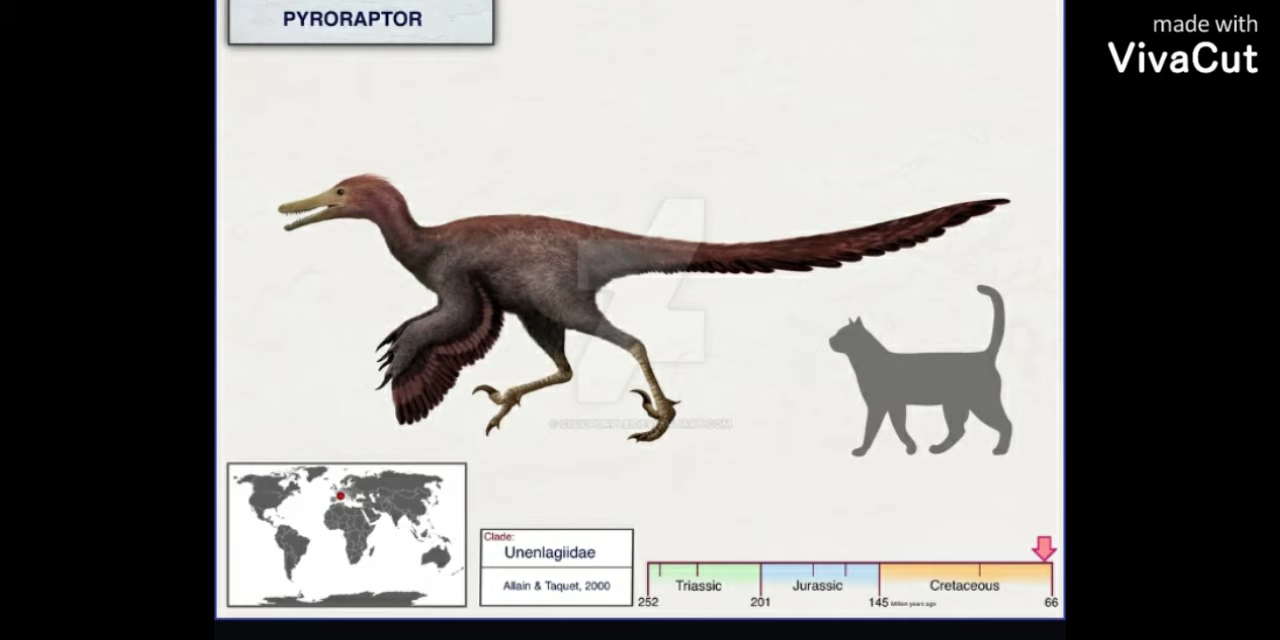 PYRORAPTOR
made with
VivaCut
Clade:
Unenlagiidae
Allain & Taquet, 2000
Triassic
Jurassic
Cretaceous
252
201
145 Million years ago
66